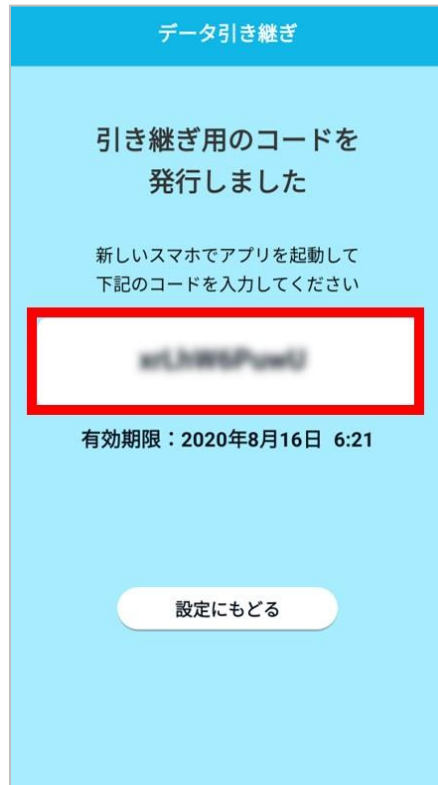 データ引き継ぎ
引き継ぎ用のコードを
発行しました
新しいスマホでアプリを起動して
下記のコードを入力してください
有効期限：2020年8月16日 6:21
設定にもどる